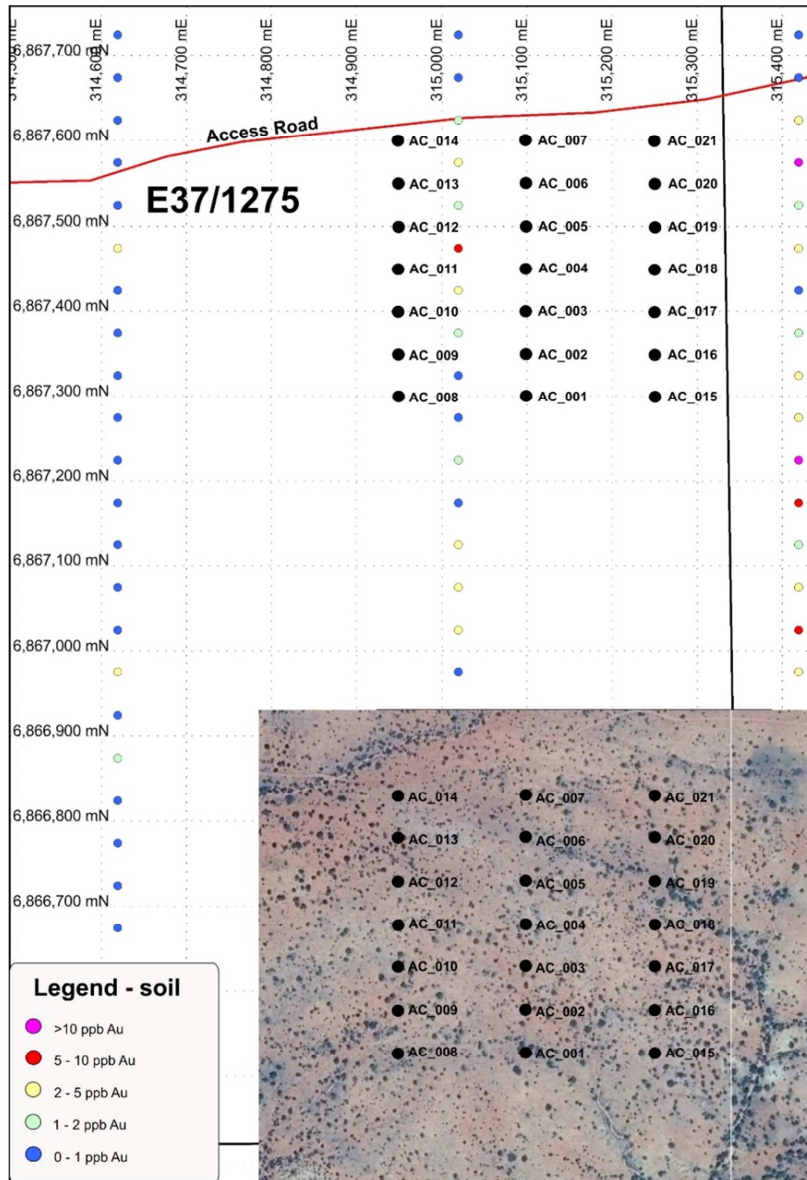 314,500 mE
314,600 mE
314,700 mE
314,800 mE
314,900 mE
315,000 mE
315,100 mE
315,200 mE
315,300 mE
315,400 mE
6,867,700 mN
6,867,600 mN
Access Road
AC_014 AC_007 AC_021
E37/1275
AC_013 AC_006 AC_020
6,867,500 mN
AC_012 AC_005 AC_019
AC_011 AC_004 AC_018
6,867,400 mN
AC_010 AC_003 AC_017
AC_009 AC_002 AC_016
6,867,300 mN
AC_008 AC_001 AC_015
6,867,200 mN
6,867,100 mN
6,867,000 mN
6,866,900 mN
6,866,800 mN
AC_014 AC_007 AC_021
AC_013 AC_006 AC_020
AC_012 AC_005 AC_019
6,866,700 mN
AC_011 AC_004 AC_018
AC_010 AC_003 AC_017
AC_009 AC_002 AC_016
AC_008 AC_001 AC_015
Legend - soil
>10 ppb Au
5 - 10 ppb Au
2 - 5 ppb Au
1 - 2 ppb Au
0 - 1 ppb Au